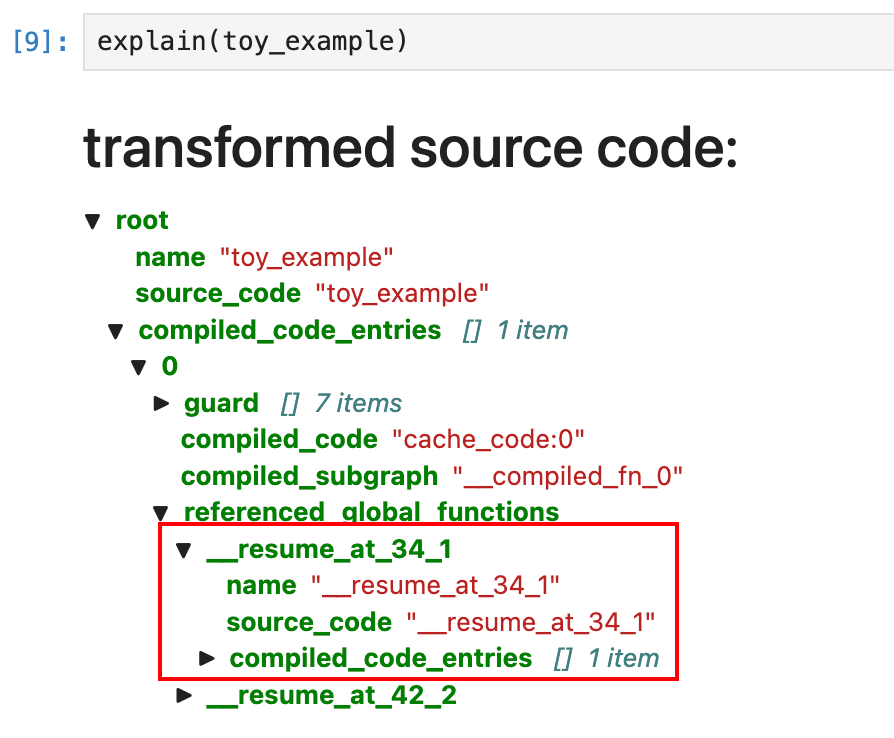 [9]: explain(toy_example)
transformed source code:
root
name "toy_example"
source_code "toy_example"
compiled_code_entries [] 1 item
0
guard [] 7 items
compiled_code "cache_code:0"
compiled_subgraph "__compiled_fn_0"
referenced_global_functions
__resume_at_34_1
name "__resume_at_34_1"
source_code "__resume_at_34_1"
compiled_code_entries [] 1 item
__resume_at_42_2